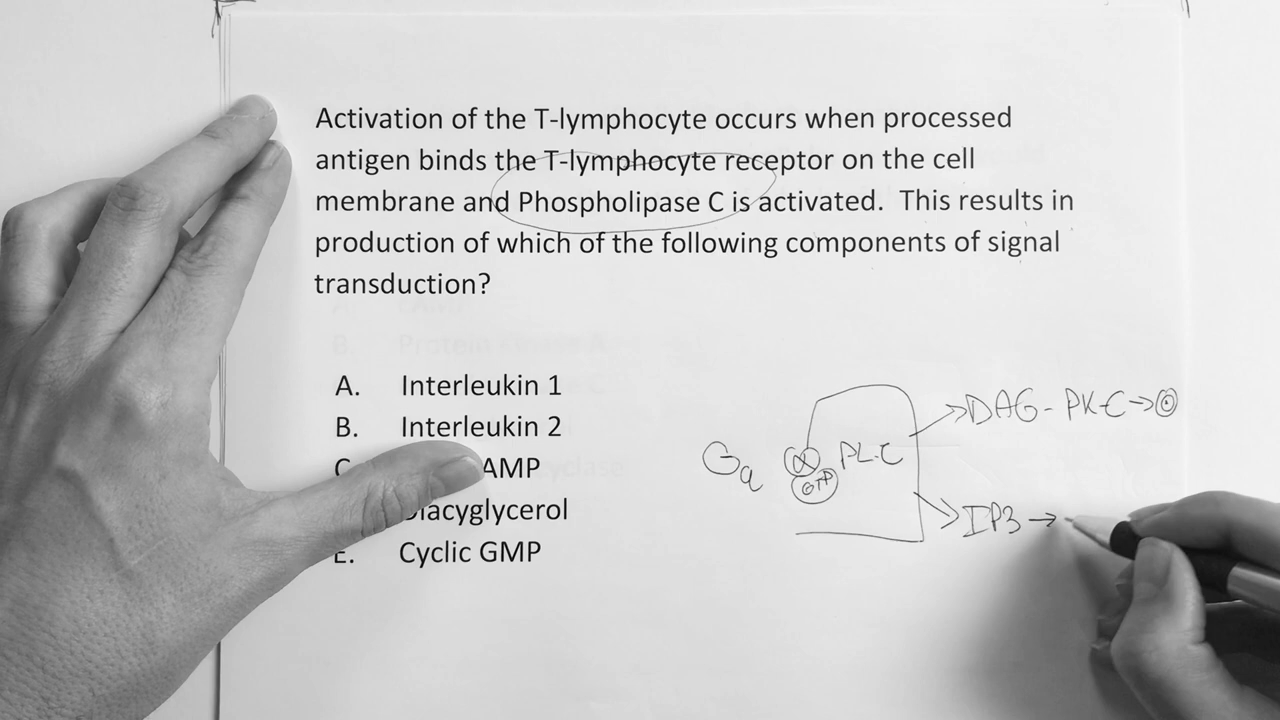 Activation of the T-lymphocyte occurs when processed
antigen binds the T-lymphocyte receptor on the cell
membrane and Phospholipase C is activated. This results in
production of which of the following components of signal
transduction?
A. Interleukin 1
B. Interleukin 2
C AMP
Diacyglycerol
E. Cyclic GMP
Gq α PLC
GTP
DAG - PKC →
IP3 →